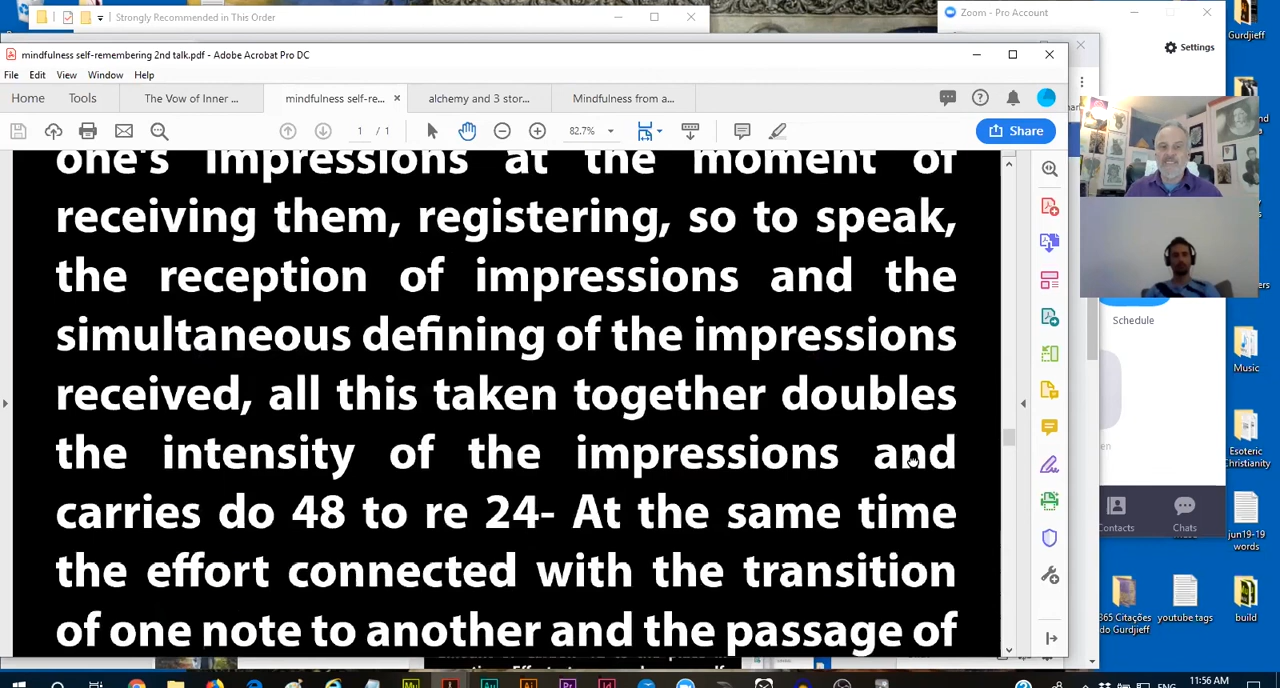 Strongly Recommended in This Order
Zoom - Pro Account
Gurdjieff
mindfulness self-remembering 2nd talk.pdf - Adobe Acrobat Pro DC
Settings
File Edit View Window Help
Home Tools The Vow of Inner ... mindfulness self-re... alchemy and 3 stor... Mindfulness from a...
1 / 1 82.7% Share
one's impressions at the moment of
receiving them, registering, so to speak,
the reception of impressions and the
simultaneous defining of the impressions
received, all this taken together doubles
the intensity of the impressions and
carries do 48 to re 24- At the same time
the effort connected with the transition
of one note to another and the passage of
Schedule
Music
Esoteric
Christianity
Contacts Chats
jun19-19
words
365 Citações
do Gurdjieff
youtube tags
build
ENG 11:56 AM